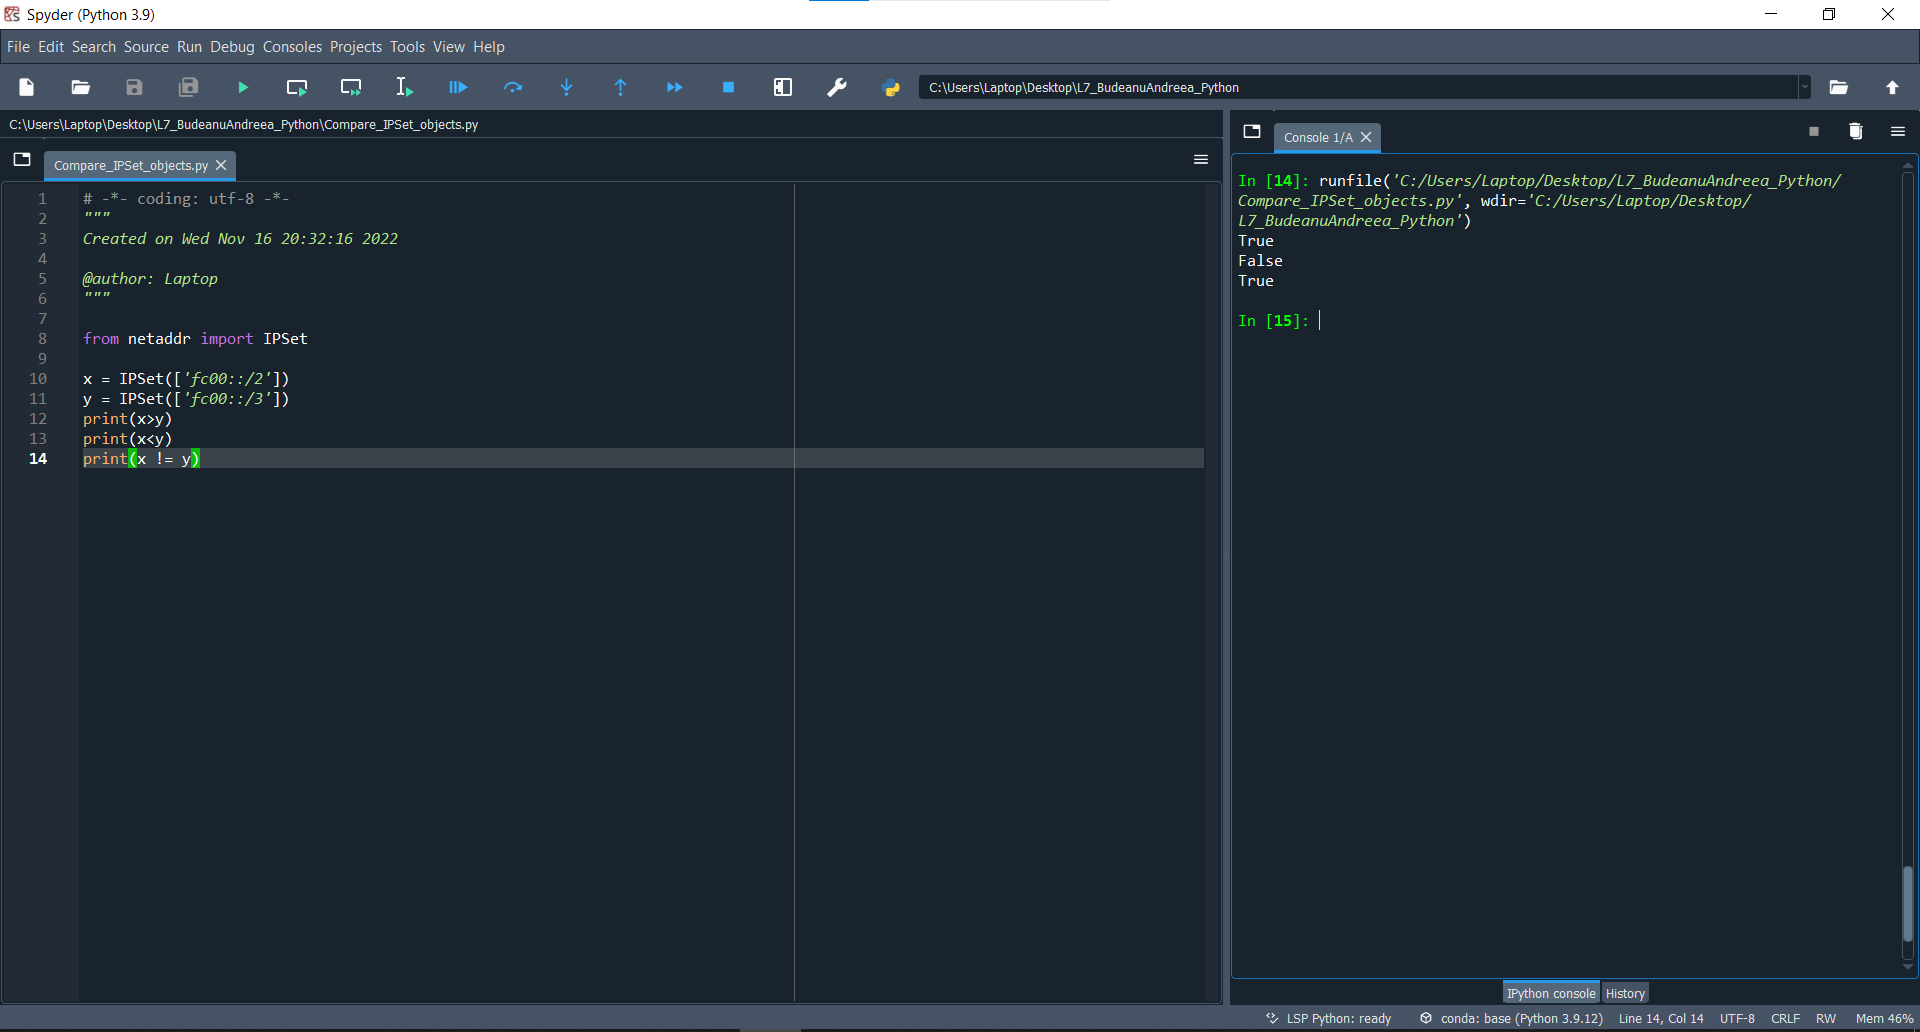 Spyder (Python 3.9)
File Edit Search Source Run Debug Consoles Projects Tools View Help
C:\Users\Laptop\Desktop\L7_BudeanuAndreea_Python
C:\Users\Laptop\Desktop\L7_BudeanuAndreea_Python\Compare_IPSet_objects.py
Compare_IPSet_objects.py
1 # -*- coding: utf-8 -*-
2 """
3 Created on Wed Nov 16 20:32:16 2022
4
5 @author: Laptop
6 """
7
8 from netaddr import IPSet
9
10 x = IPSet(['fc00::/2'])
11 y = IPSet(['fc00::/3'])
12 print(x>y)
13 print(x<y)
14 print(x != y)
Console 1/A
In [14]: runfile('C:/Users/Laptop/Desktop/L7_BudeanuAndreea_Python/
Compare_IPSet_objects.py', wdir='C:/Users/Laptop/Desktop/
L7_BudeanuAndreea_Python')
True
False
True
In [15]:
IPython console History
LSP Python: ready conda: base (Python 3.9.12) Line 14, Col 14 UTF-8 CRLF RW Mem 46%